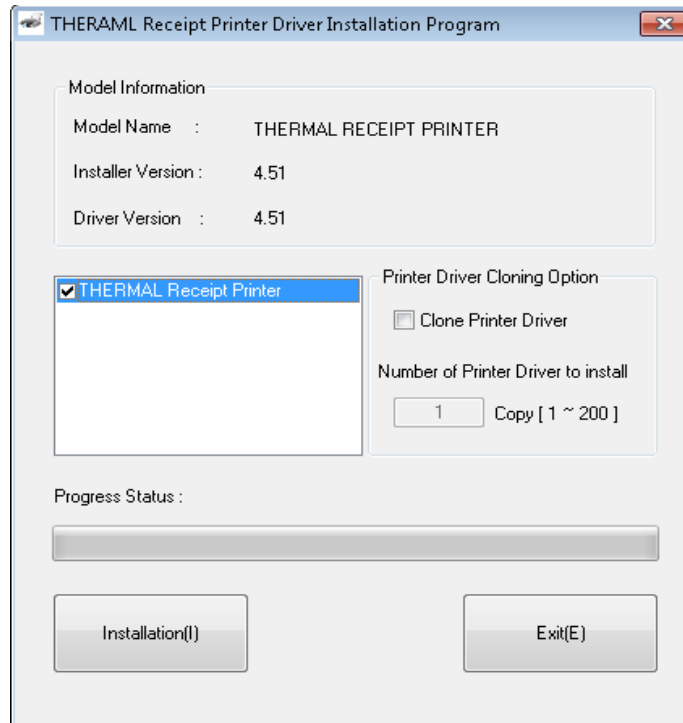 THERAML Receipt Printer Driver Installation Program
Model Information
Model Name : THERMAL RECEIPT PRINTER
Installer Version : 4.51
Driver Version : 4.51
THERMAL Receipt Printer
Printer Driver Cloning Option
Clone Printer Driver
Number of Printer Driver to install
1 Copy [ 1 ~ 200 ]
Progress Status :
Installation(I)
Exit(E)